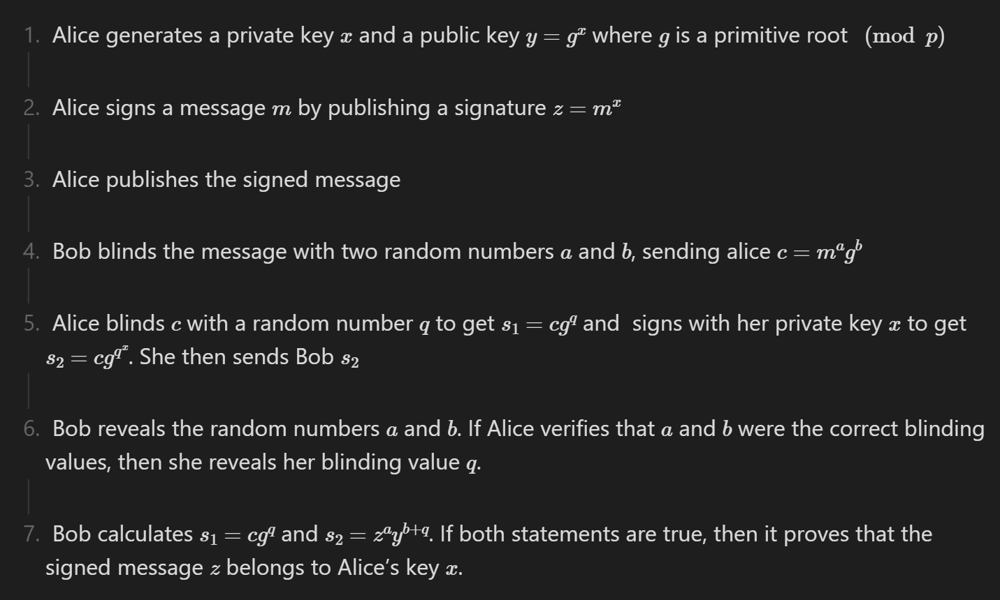 1. Alice generates a private key x and a public key y = g^x where g is a primitive root (mod p)
2. Alice signs a message m by publishing a signature z = m^x
3. Alice publishes the signed message
4. Bob blinds the message with two random numbers a and b, sending alice c = m^a g^b
5. Alice blinds c with a random number q to get s_1 = cg^q and signs with her private key x to get
s_2 = cg^{q^x}. She then sends Bob s_2
6. Bob reveals the random numbers a and b. If Alice verifies that a and b were the correct blinding
values, then she reveals her blinding value q.
7. Bob calculates s_1 = cg^q and s_2 = z^a y^{b+q}. If both statements are true, then it proves that the
signed message z belongs to Alice’s key x.